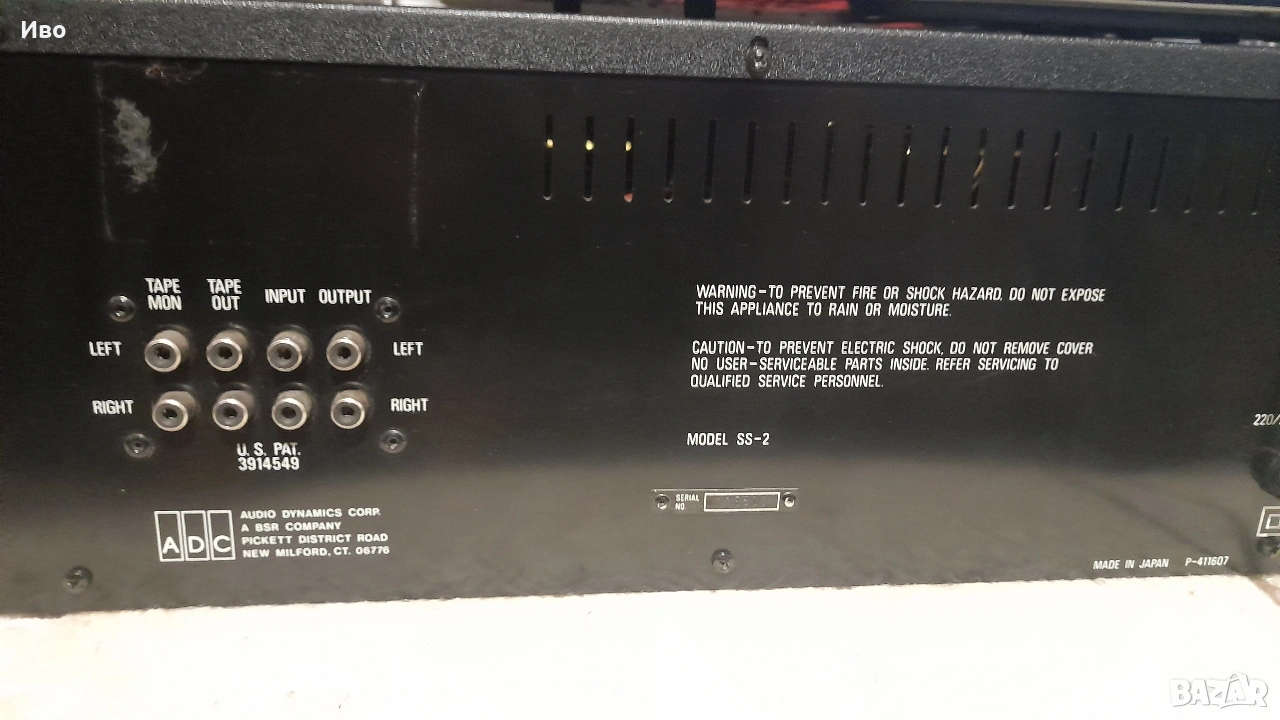 Иво
TAPE MON
TAPE OUT
INPUT
OUTPUT
LEFT
LEFT
RIGHT
RIGHT
U. S. PAT.
3914549
ADC
AUDIO DYNAMICS CORP.
A BSR COMPANY
PICKETT DISTRICT ROAD
NEW MILFORD, CT. 06776
WARNING-TO PREVENT FIRE OR SHOCK HAZARD, DO NOT EXPOSE
THIS APPLIANCE TO RAIN OR MOISTURE.
CAUTION-TO PREVENT ELECTRIC SHOCK, DO NOT REMOVE COVER
NO USER-SERVICEABLE PARTS INSIDE. REFER SERVICING TO
QUALIFIED SERVICE PERSONNEL.
MODEL SS-2
SERIAL
NO.
220/
MADE IN JAPAN P-411607
BAZAR